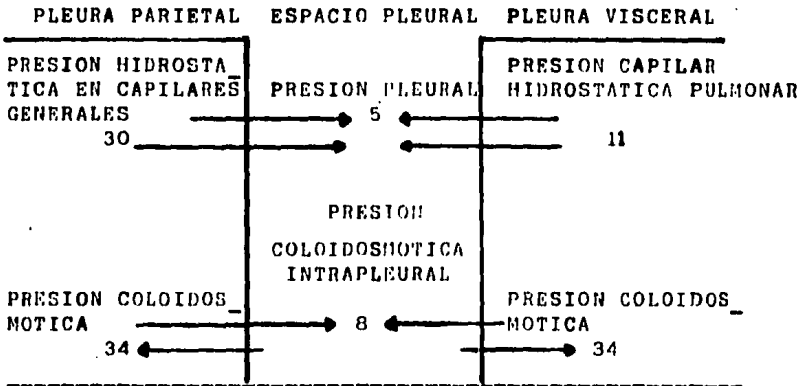 PLEURA PARIETAL ESPACIO PLEURAL PLEURA VISCERAL
PRESION HIDROSTA_
TICA EN CAPILARES
GENERALES
30
PRESION PLEURAL
5
PRESION CAPILAR
HIDROSTATICA PULMONAR
11
PRESION
COLOIDOSMOTICA
INTRAPLEURAL
8
PRESION COLOIDOS_
MOTICA
34
PRESION COLOIDOS_
MOTICA
34